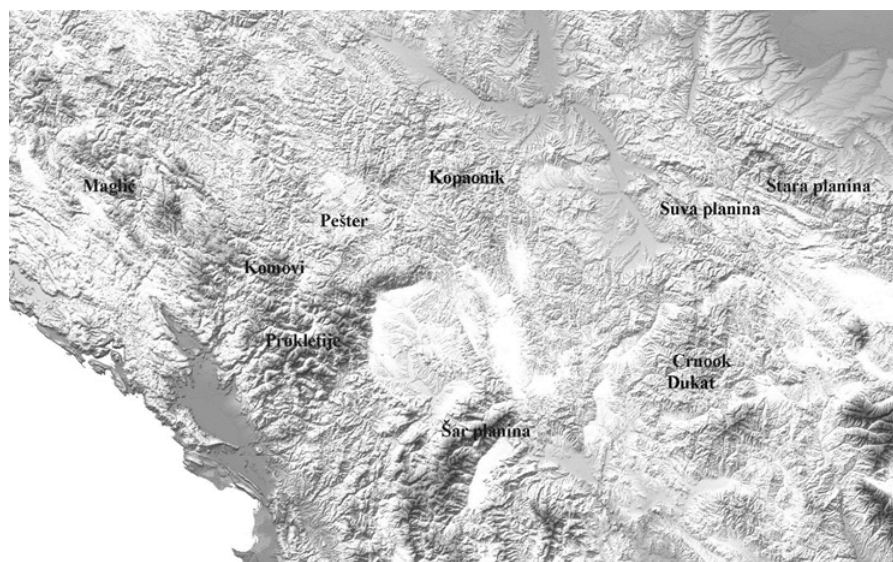 Kopaonik
Maglić
Stara planina
Suva planina
Pešter
Komovi
Prokletije
Crnook
Dukat
Šar planina